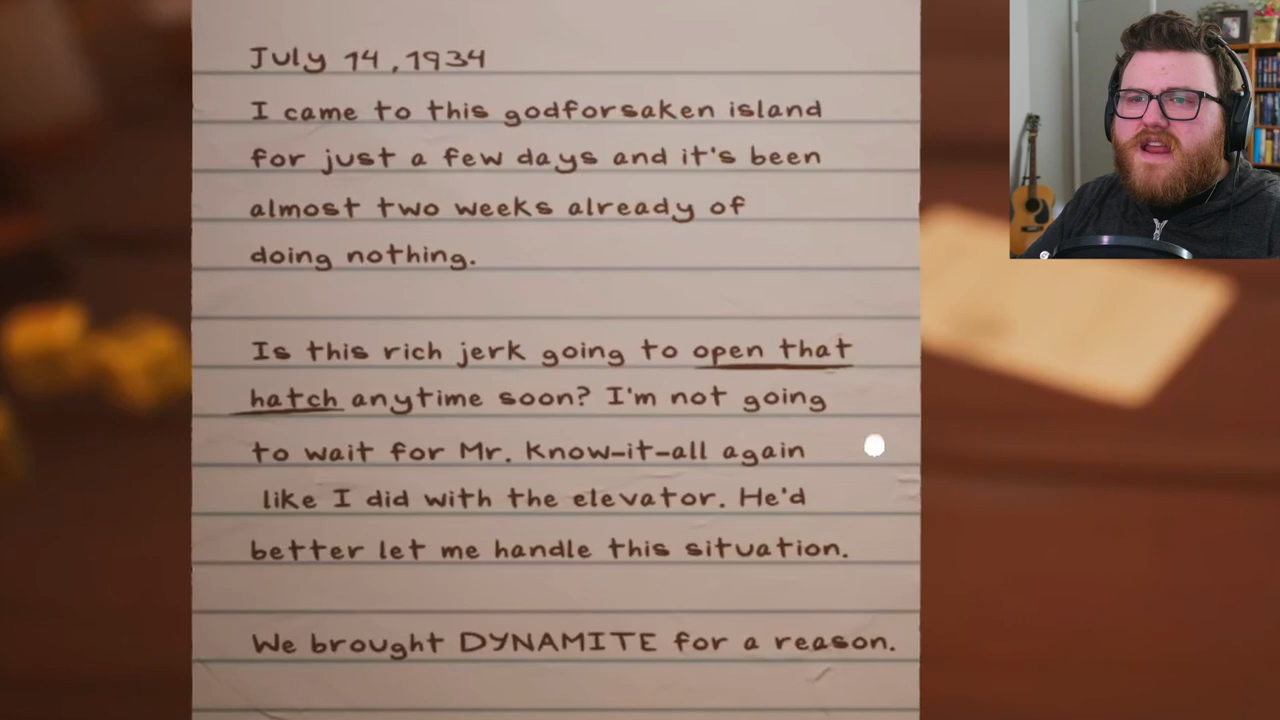 July 14, 1934
I came to this godforsaken island
for just a few days and it's been
almost two weeks already of
doing nothing.
Is this rich jerk going to open that
hatch anytime soon? I'm not going
to wait for Mr. Know-it-all again
like I did with the elevator. He'd
better let me handle this situation.
We brought DYNAMITE for a reason.